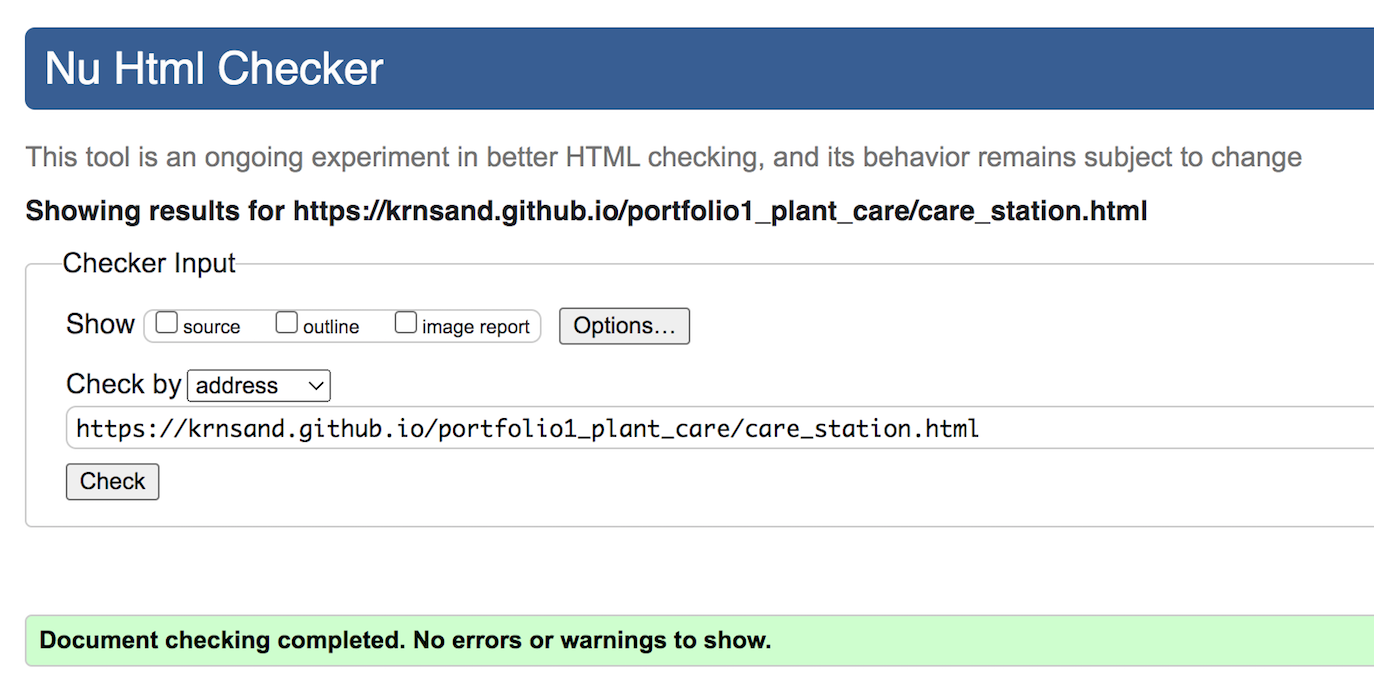 Nu Html Checker
This tool is an ongoing experiment in better HTML checking, and its behavior remains subject to change
Showing results for https://krnsand.github.io/portfolio1_plant_care/care_station.html
Checker Input
Show source outline image report Options…
Check by address
https://krnsand.github.io/portfolio1_plant_care/care_station.html
Check
Document checking completed. No errors or warnings to show.